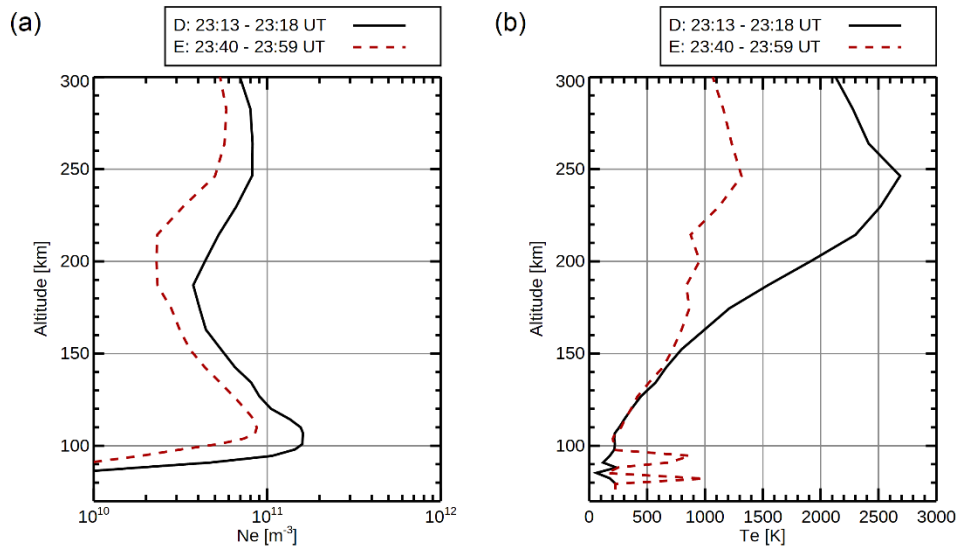 (a)
D: 23:13 - 23:18 UT
E: 23:40 - 23:59 UT
300
250
200
150
100
Altitude [km]
10^10 10^11 10^12
Ne [m^-3]
(b)
D: 23:13 - 23:18 UT
E: 23:40 - 23:59 UT
300
250
200
150
100
Altitude [km]
0 500 1000 1500 2000 2500 3000
Te [K]